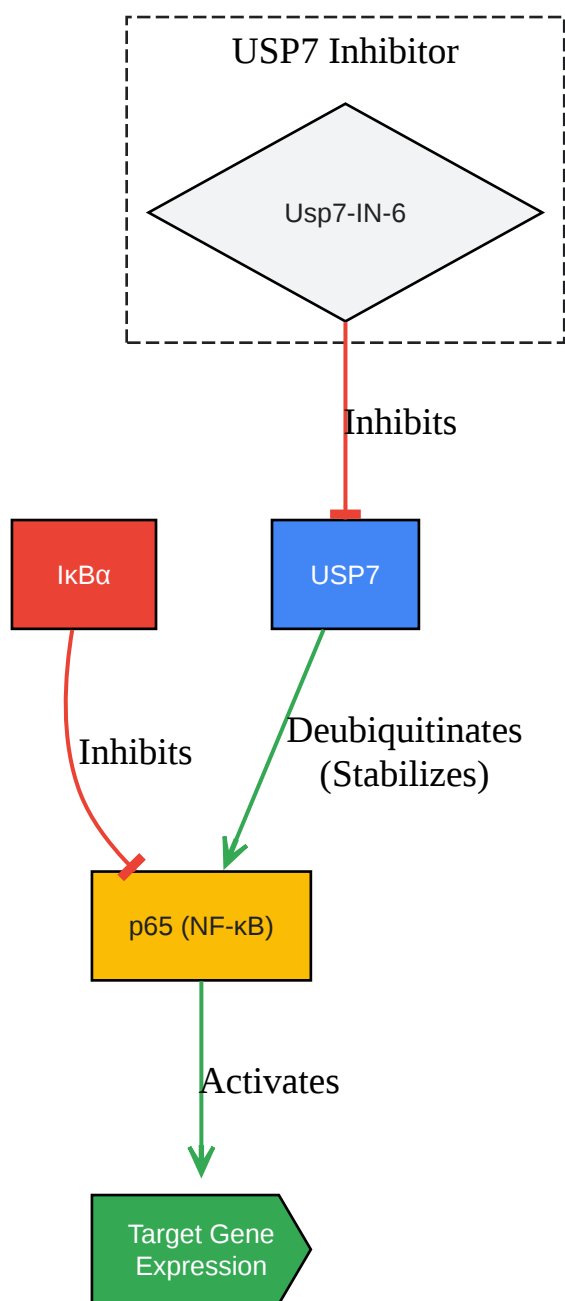 USP7 Inhibitor
Usp7-IN-6
Inhibits
IκBα
USP7
Inhibits
Deubiquitinates
(Stabilizes)
p65 (NF-κB)
Activates
Target Gene
Expression